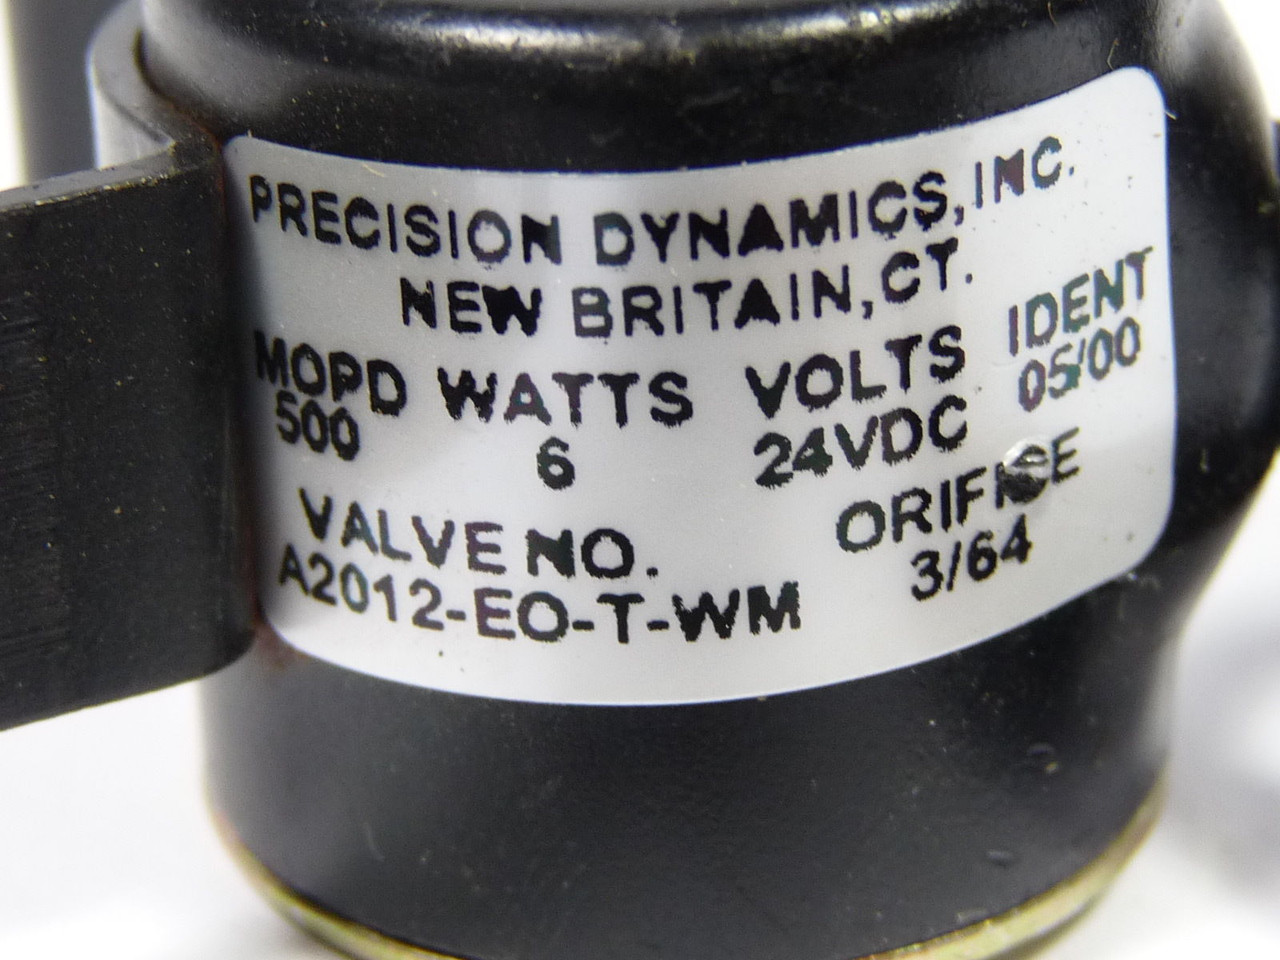 PRECISION DYNAMICS, INC.
NEW BRITAIN, CT.
MOPD WATTS VOLTS IDENT
500 6 24VDC 05/00
VALVE NO. ORIFICE
A2012-EO-T-WM 3/64